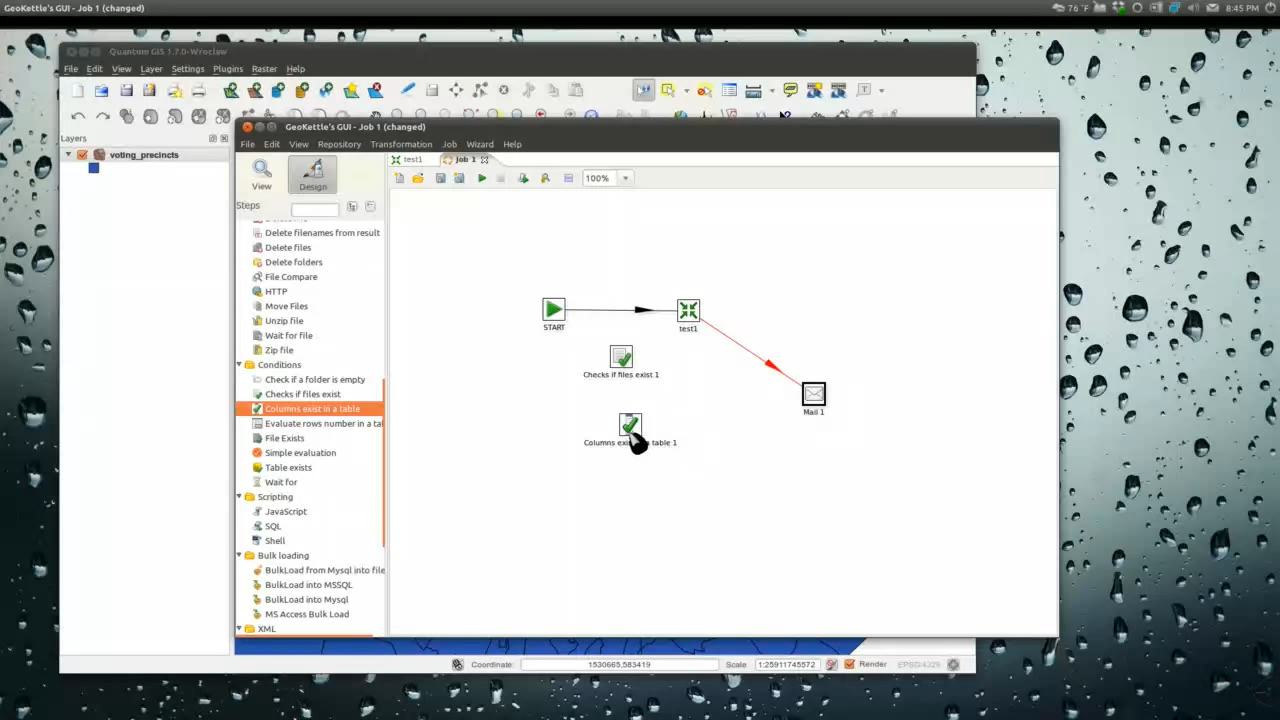 GeoKettle's GUI - Job 1 (changed)
76 °F
8:45 PM
Quantum GIS 1.7.0-Wroclaw
File Edit View Layer Settings Plugins Raster Help
Layers
voting_precincts
GeoKettle's GUI - Job 1 (changed)
File Edit View Repository Transformation Job Wizard Help
View
Design
test1
Job 1
100%
Steps
Delete filenames from result
Delete files
Delete folders
File Compare
HTTP
Move Files
Unzip file
Wait for file
Zip file
Conditions
Check if a folder is empty
Checks if files exist
Columns exist in a table
Evaluate rows number in a ta
File Exists
Simple evaluation
Table exists
Wait for
Scripting
JavaScript
SQL
Shell
Bulk loading
BulkLoad from Mysql into file
BulkLoad into MSSQL
BulkLoad into Mysql
MS Access Bulk Load
XML
START
test1
Checks if files exist 1
Mail 1
Columns table 1
Coordinate: 1530665,583419 Scale 1:25911745572 Render EPSG:4329